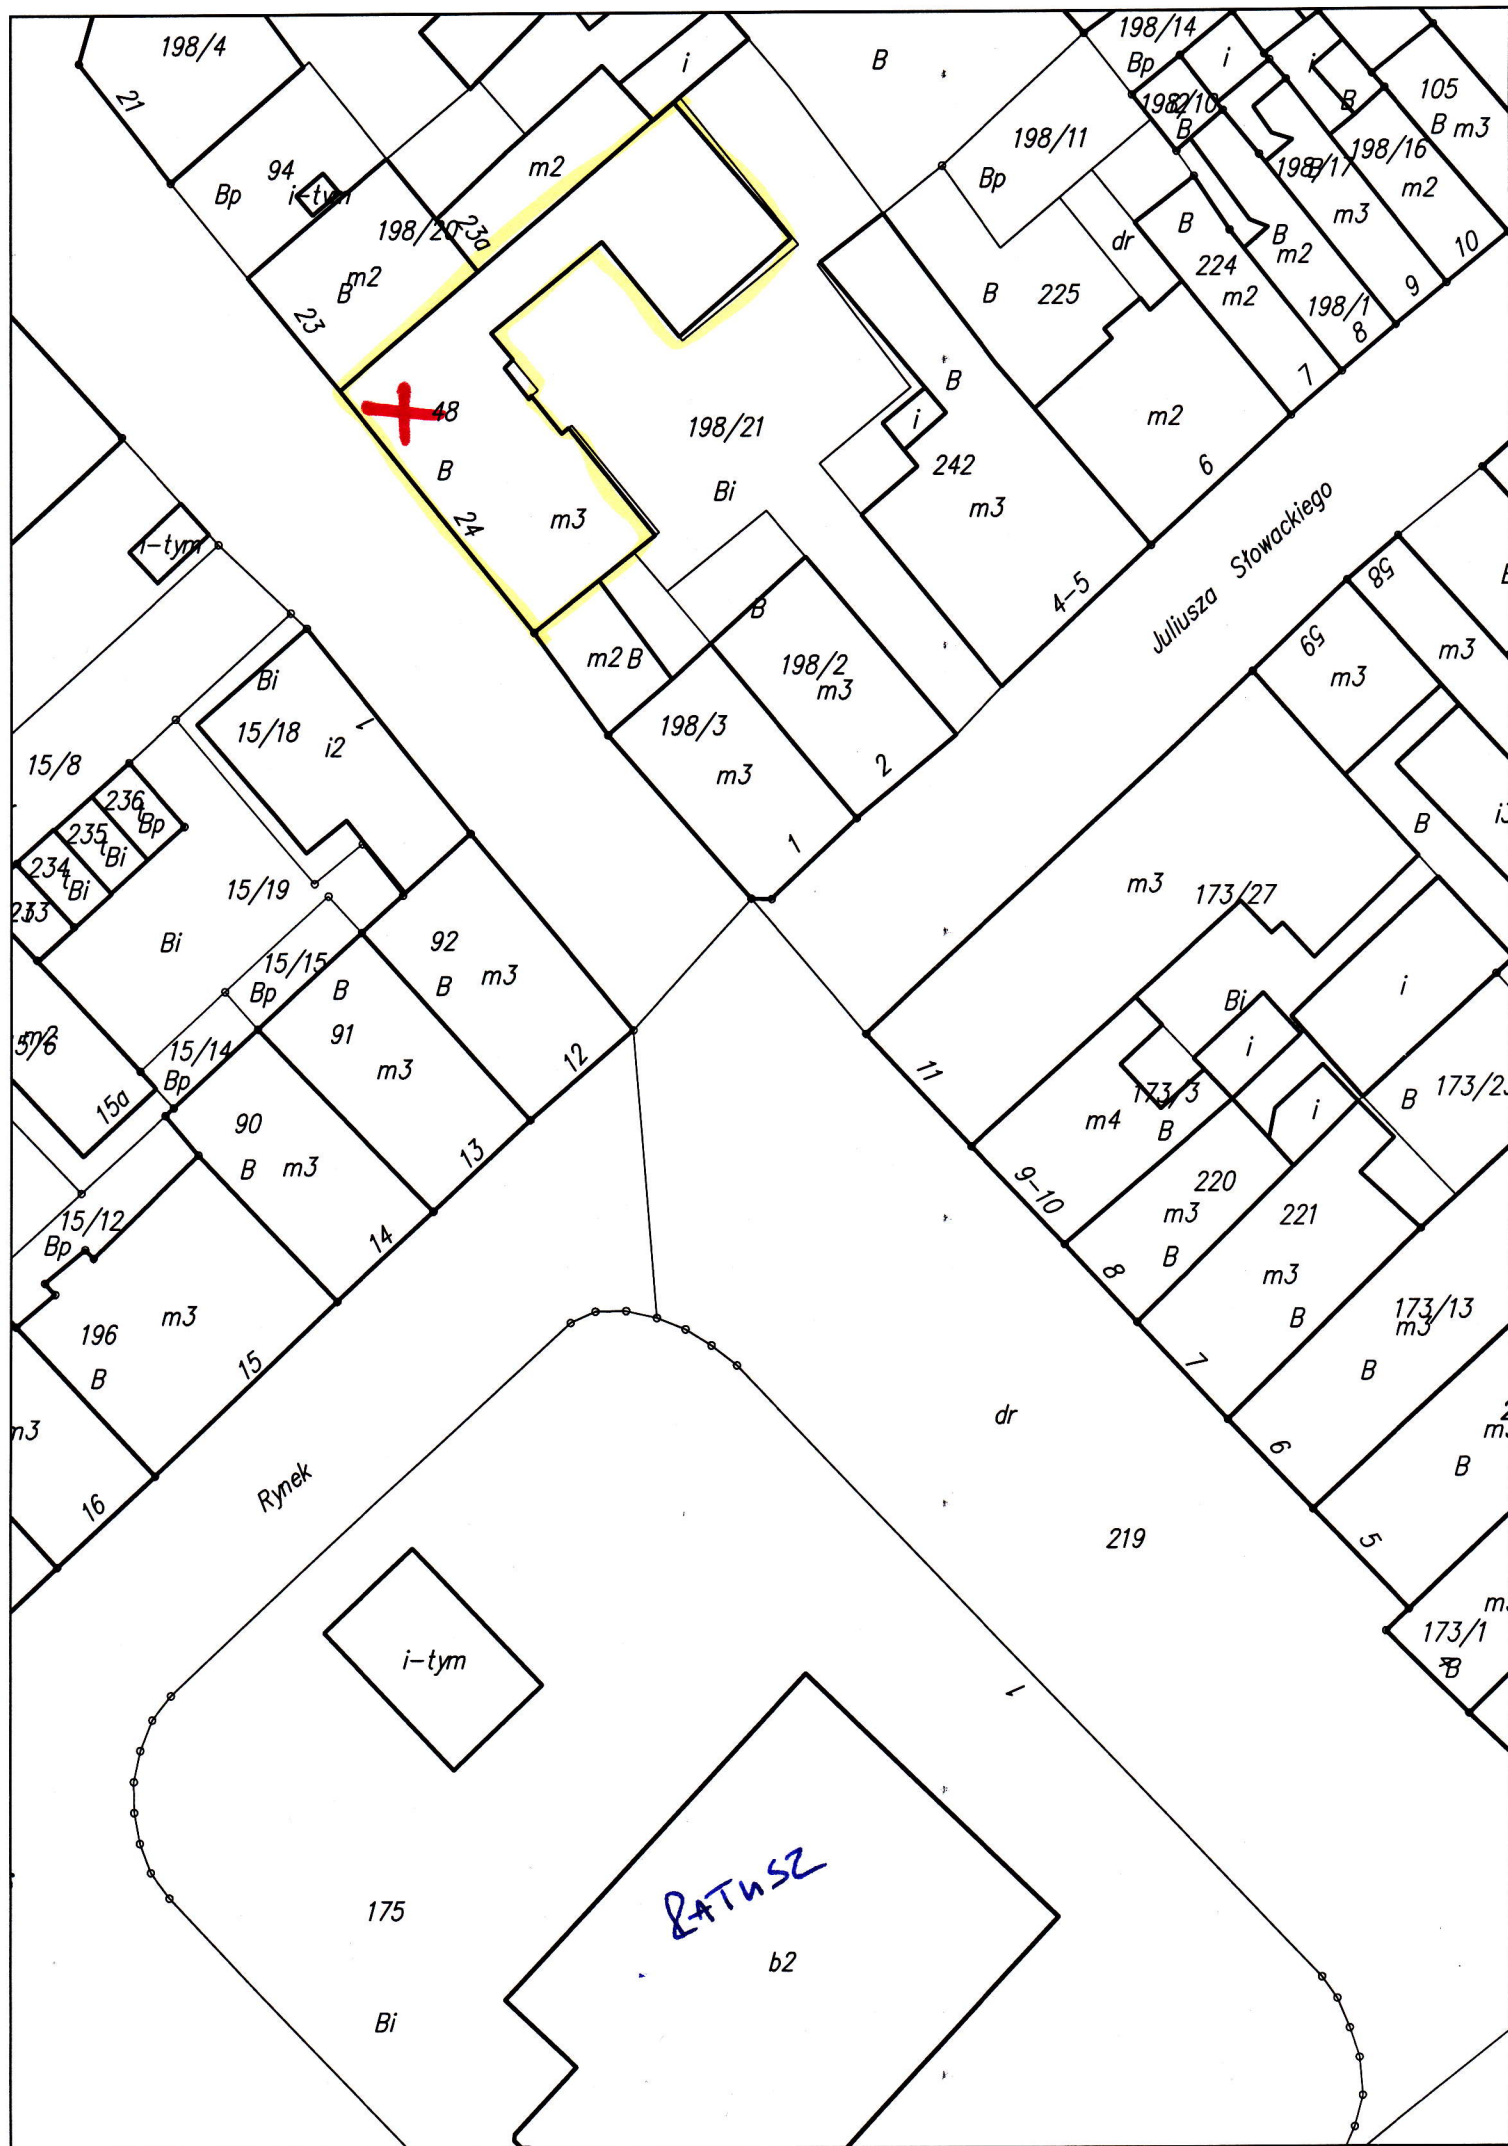 198/4
i
B
198/14
Bp
i
i
105
B
m3
21
94
Bp
i-tym
m2
198/20
23a
m2
B
23
198/11
Bp
198/10
B
B
198/17
198/16
m2
m3
dr
B
224
m2
B
m2
10
9
198/1
8
7
B
225
48
B
m3
24
198/21
Bi
B
i
242
m3
m2
6
4-5
Juliusza Słowackiego
58
59
m3
m3
i-tym
m2
B
B
198/2
m3
198/3
m3
2
1
Bi
15/18
i2
1
15/8
236
t
Bp
235
t
Bi
234
t
Bi
15/19
Bi
15/15
Bp
B
91
m3
92
B
m3
12
m3
173/27
B
Bi
i
i
i
B
11
m4
173/3
B
9-10
15/14
Bp
15a
90
B
m3
13
14
15/12
Bp
196
B
m3
15
16
220
m3
B
8
221
m3
B
7
173/13
m3
B
6
B
5
173/1
B
Rynek
dr
219
1
i-tym
175
Bi
RATUSZ
b2